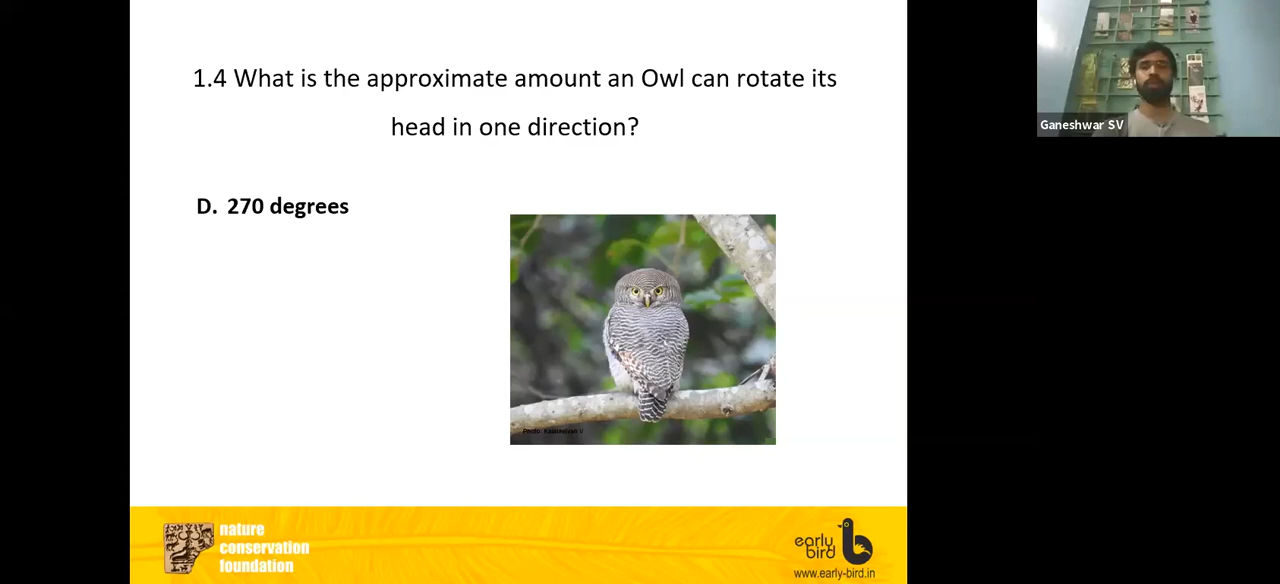 1.4 What is the approximate amount an Owl can rotate its
head in one direction?
D. 270 degrees
Ganeshwar SV
nature
conservation
foundation
early
bird
www.early-bird.in